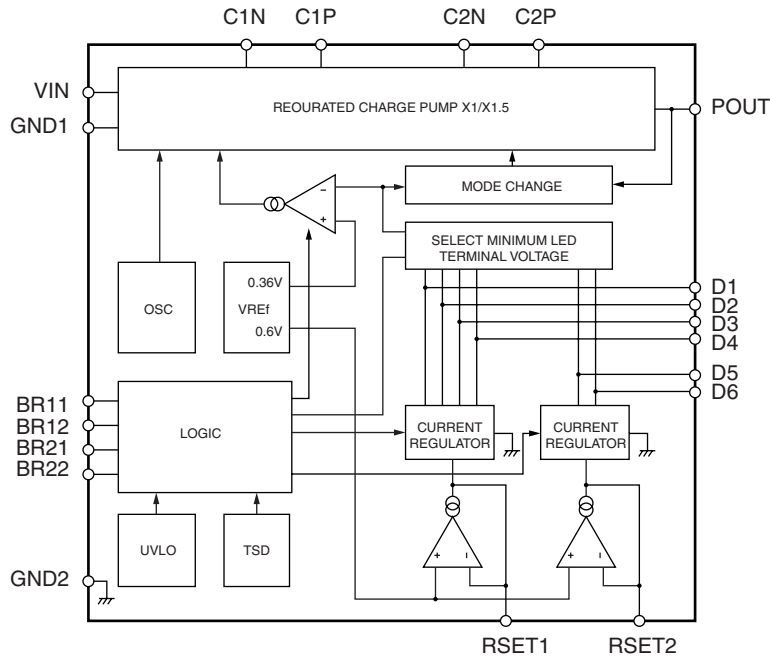 C1N C1P C2N C2P
VIN
REOURATED CHARGE PUMP X1/X1.5
POUT
GND1
MODE CHANGE
−
+
SELECT MINIMUM LED
TERMINAL VOLTAGE
0.36V
OSC
VREf
0.6V
D1
D2
D3
D4
D5
D6
BR11
BR12
BR21
BR22
LOGIC
CURRENT
REGULATOR
CURRENT
REGULATOR
UVLO
TSD
+ −
+ −
GND2
RSET1 RSET2